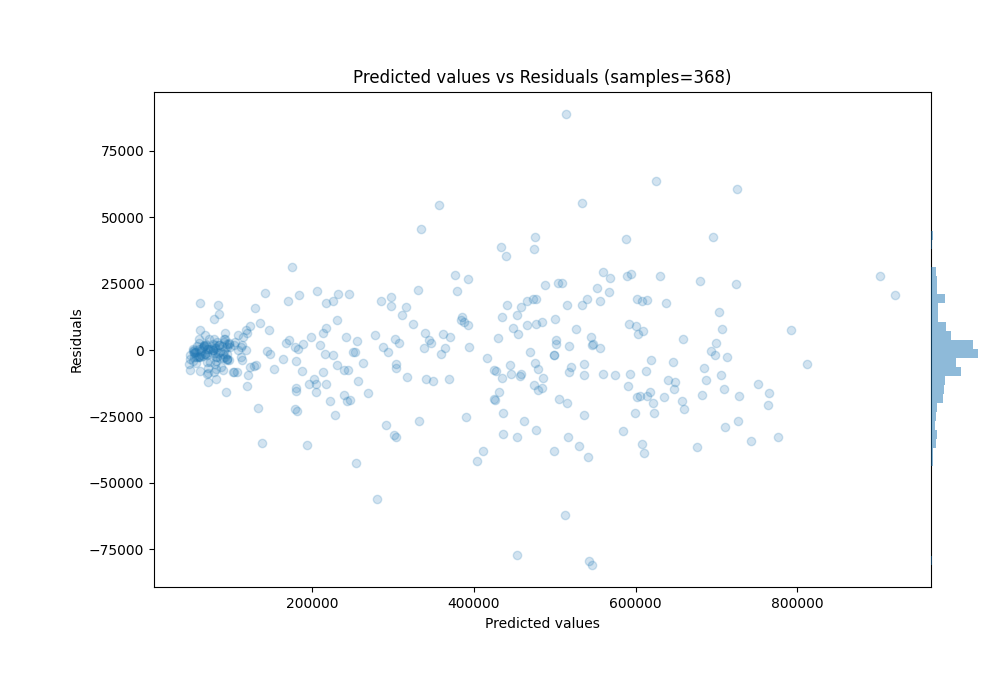 Predicted values vs Residuals (samples=368)
Residuals
75000
50000
25000
0
−25000
−50000
−75000
200000 400000 600000 800000
Predicted values